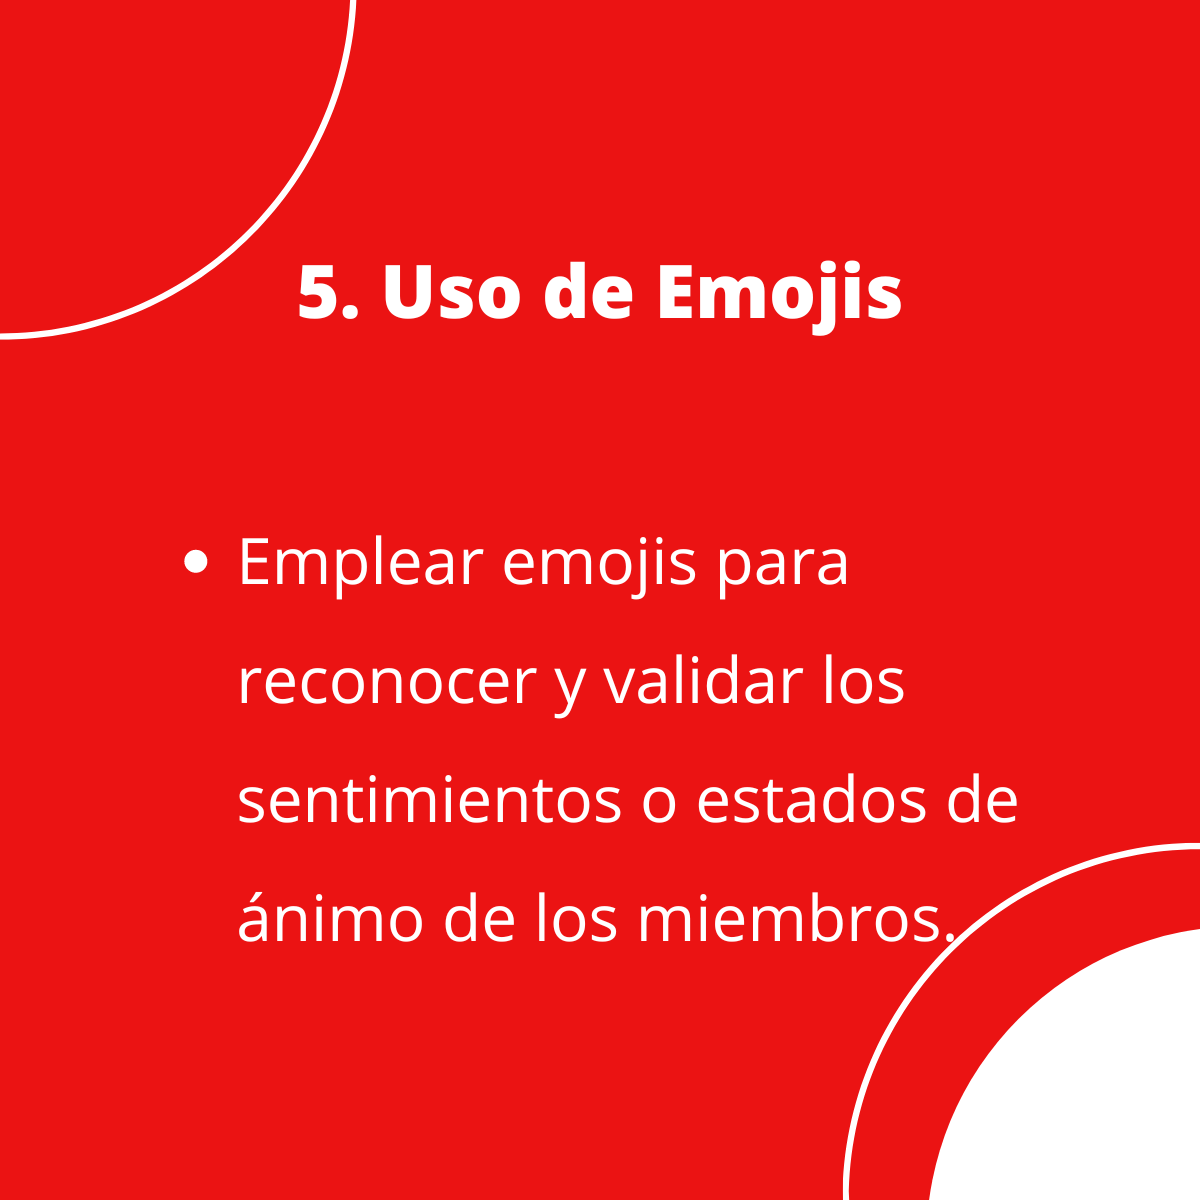 5. Uso de Emojis
• Emplear emojis para
reconocer y validar los
sentimientos o estados de
ánimo de los miembros.